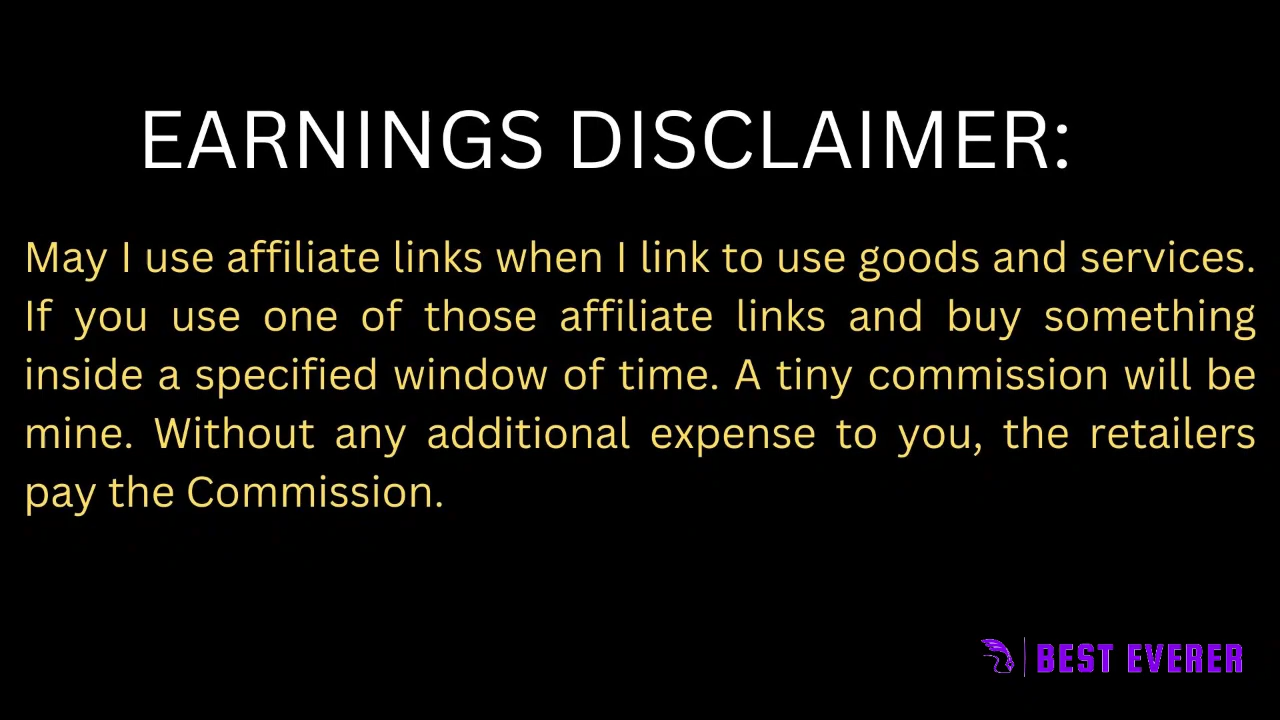 EARNINGS DISCLAIMER:
May I use affiliate links when I link to use goods and services.
If you use one of those affiliate links and buy something
inside a specified window of time. A tiny commission will be
mine. Without any additional expense to you, the retailers
pay the Commission.
BEST EVERER